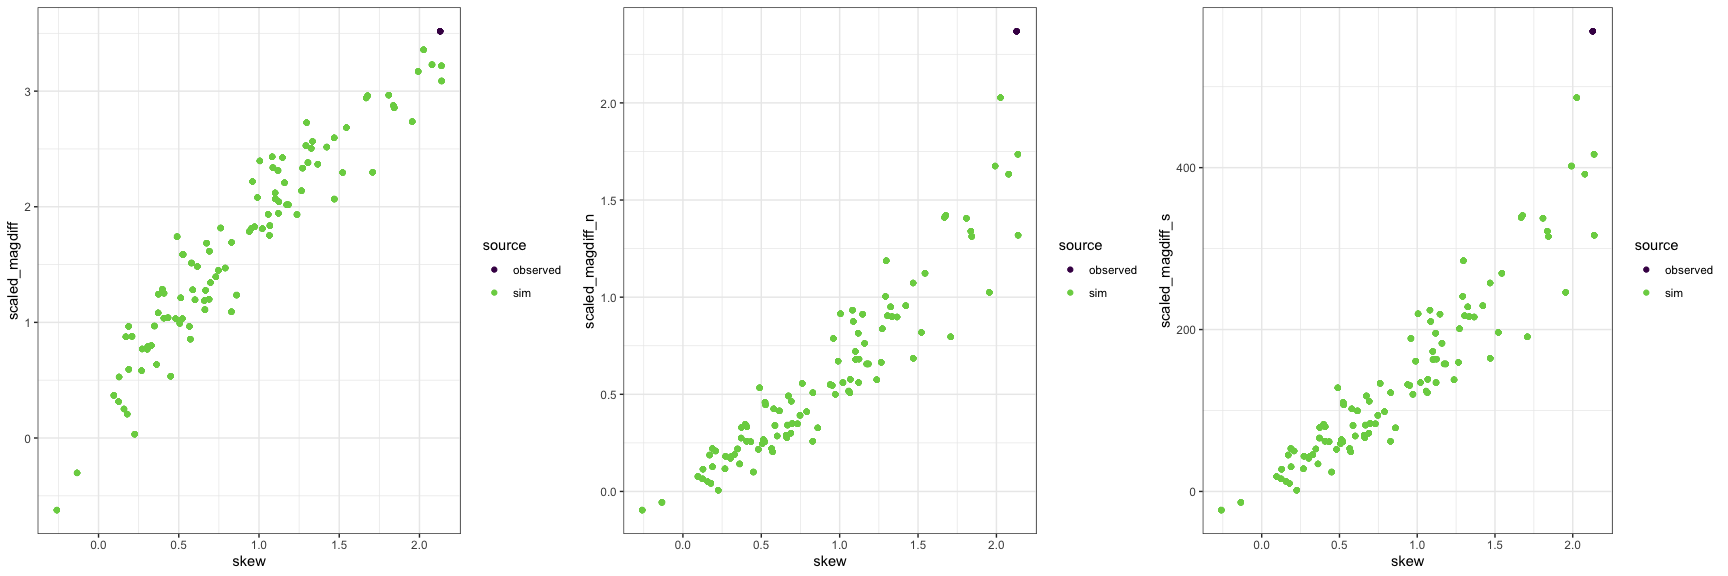 scaled_magdiff
3
2
1
0
0.0 0.5 1.0 1.5 2.0
skew
source
observed
sim
scaled_magdiff_n
2.0
1.5
1.0
0.5
0.0
0.0 0.5 1.0 1.5 2.0
skew
source
observed
sim
scaled_magdiff_s
400
200
0
0.0 0.5 1.0 1.5 2.0
skew
source
observed
sim